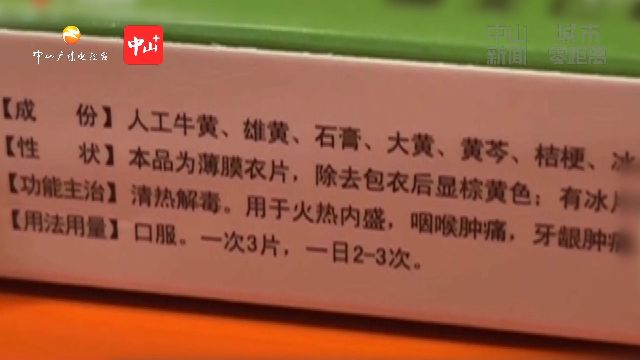 中山广播电视台
中山+
中山 城市
新闻 零距离
【成 份】人工牛黄、雄黄、石膏、大黄、黄芩、桔梗、冰
【性 状】本品为薄膜衣片，除去包衣后显棕黄色；有冰片
【功能主治】清热解毒。用于火热内盛，咽喉肿痛，牙龈肿痛
【用法用量】口服。一次3片，一日2-3次。